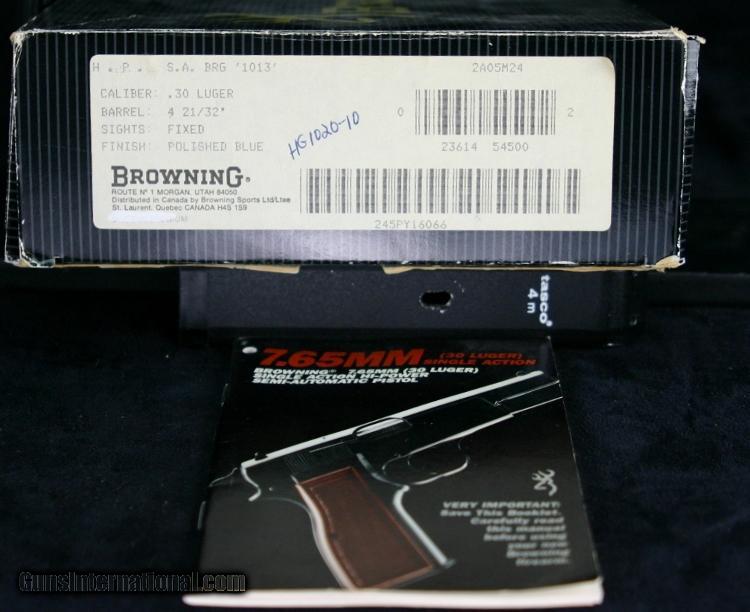 H . P . S.A. BRG '1013' 2A05M24
CALIBER: .30 LUGER
BARREL: 4 21/32"
SIGHTS: FIXED
FINISH: POLISHED BLUE
HG1020-10
0 2
23614 54500
BROWNING®
ROUTE Nº 1 MORGAN, UTAH 84050
Distributed in Canada by Browning Sports Ltd/Ltee
St. Laurent, Quebec CANADA H4S 1S9
245PY16066
tasco®
4 m
7.65MM (30 LUGER)
SINGLE ACTION
BROWNING® 7.65MM (30 LUGER)
SINGLE ACTION HI-POWER
SEMI-AUTOMATIC PISTOL
VERY IMPORTANT:
Save This Booklet.
Carefully read
this manual
before using
your new
Browning
firearm.
GunsInternational.com